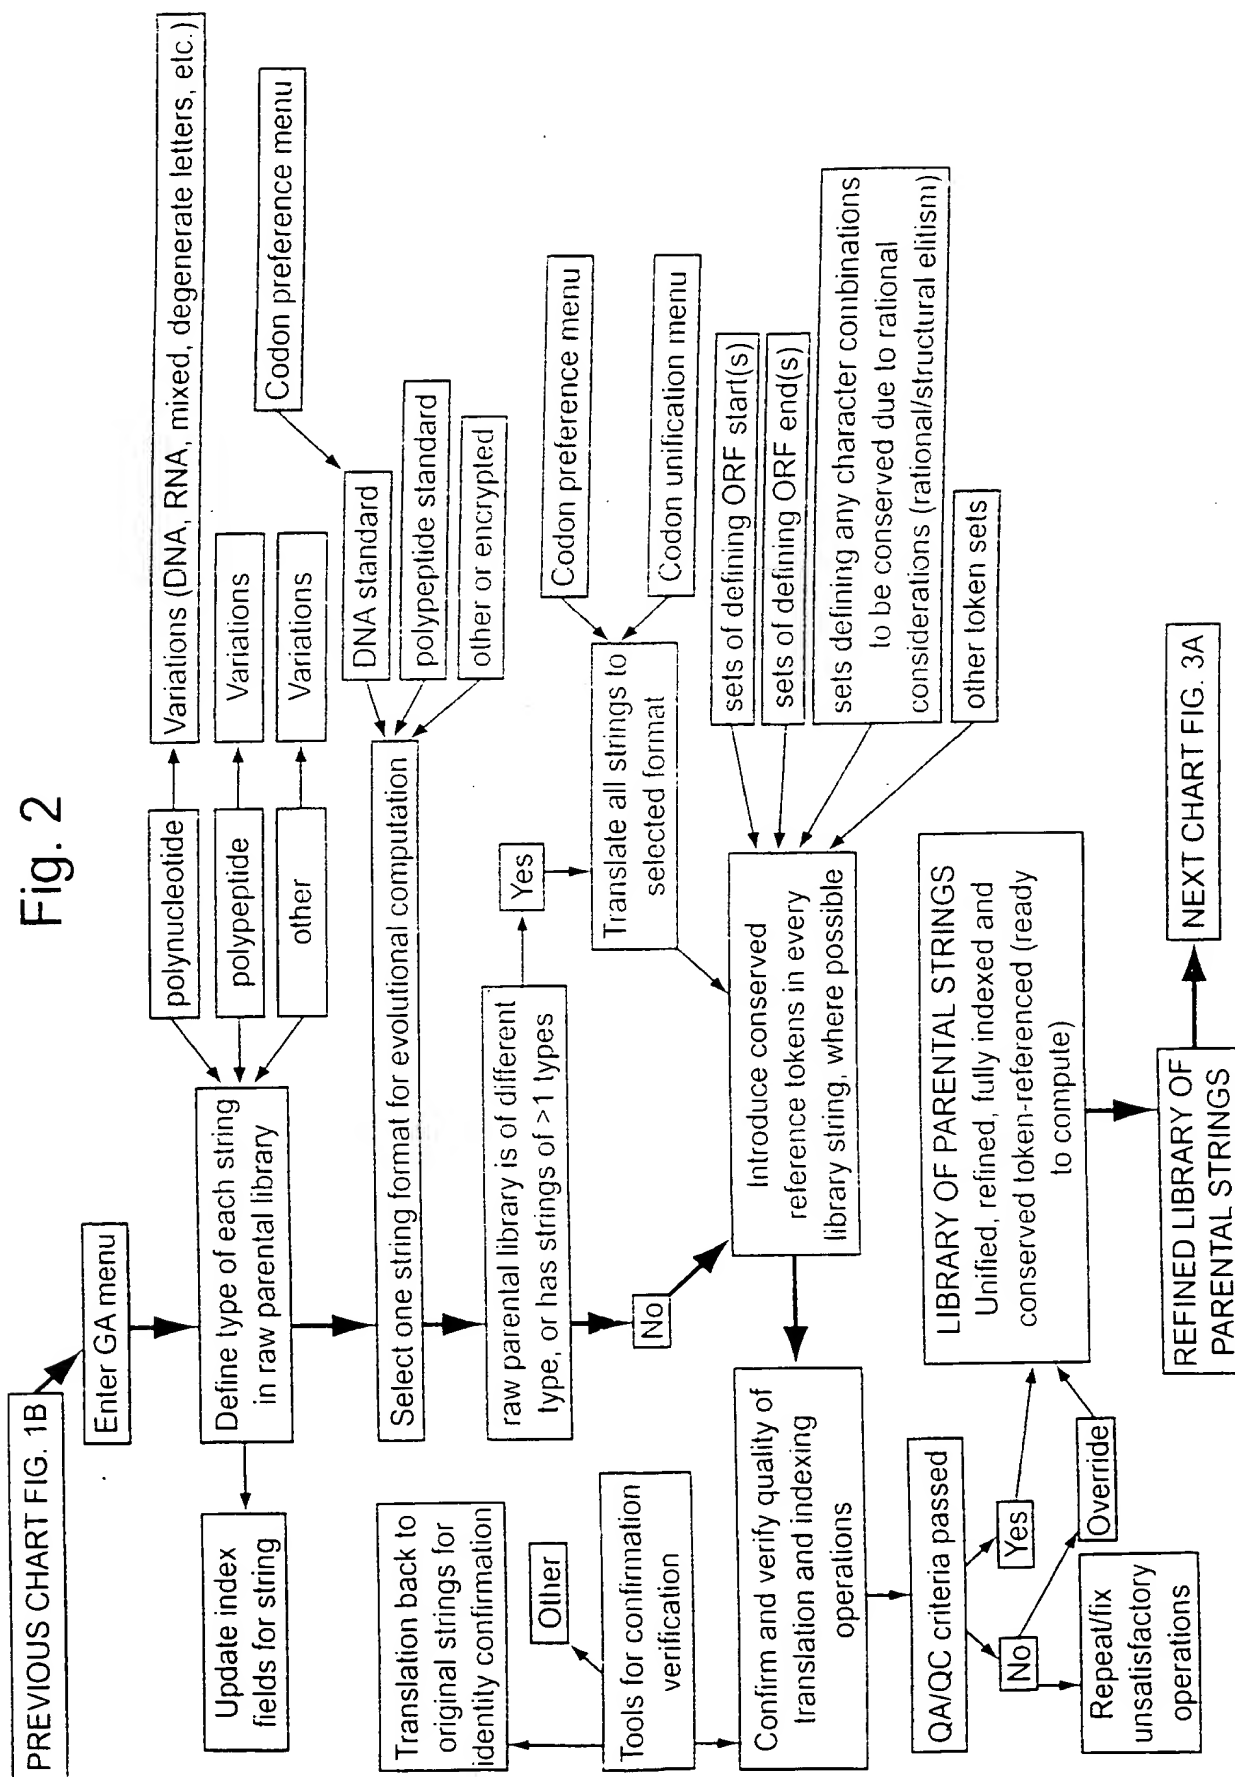 Fig. 2
PREVIOUS CHART FIG. 1B
Enter GA menu
Define type of each string
in raw parental library
Update index
fields for string
polynucleotide
polypeptide
other
Variations (DNA, RNA, mixed, degenerate letters, etc.)
Variations
Variations
Select one string format for evolutional computation
DNA standard
polypeptide standard
other or encrypted
Codon preference menu
raw parental library is of different
type, or has strings of >1 types
Yes
No
Translate all strings to
selected format
Codon preference menu
Codon unification menu
Introduce conserved
reference tokens in every
library string, where possible
sets of defining ORF start(s)
sets of defining ORF end(s)
sets defining any character combinations
to be conserved due to rational
considerations (rational/structural elitism)
other token sets
Translation back to
original strings for
identity confirmation
Other
Tools for confirmation
verification
Confirm and verify quality of
translation and indexing
operations
QA/QC criteria passed
Yes
No
Override
Repeat/fix
unsatisfactory
operations
LIBRARY OF PARENTAL STRINGS
Unified, refined, fully indexed and
conserved token-referenced (ready
to compute)
REFINED LIBRARY OF
PARENTAL STRINGS
NEXT CHART FIG. 3A